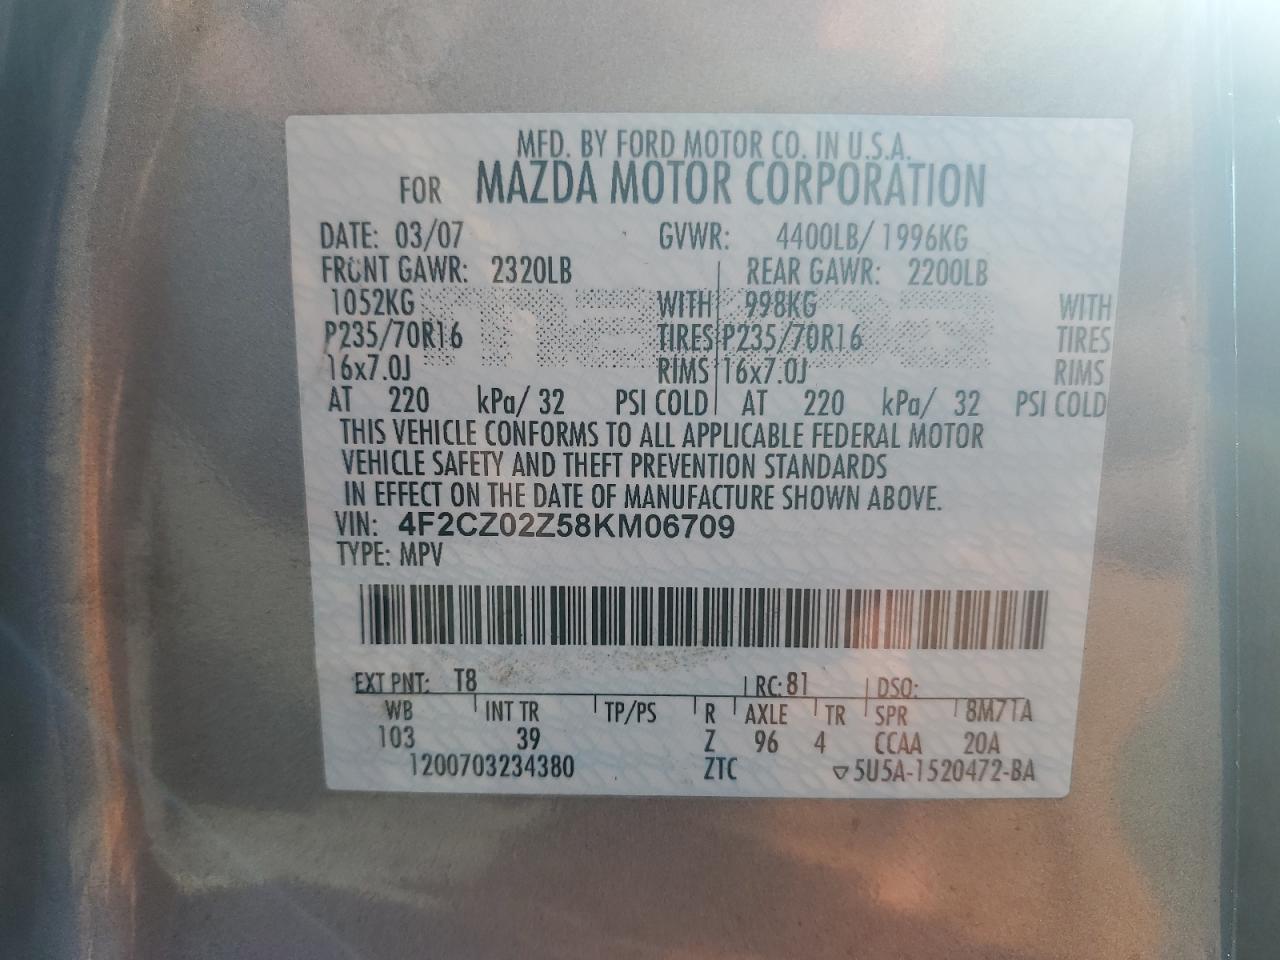 MFD. BY FORD MOTOR CO. IN U.S.A.
FOR MAZDA MOTOR CORPORATION
DATE: 03/07 GVWR: 4400LB/ 1996KG
FRONT GAWR: 2320LB REAR GAWR: 2200LB
1052KG WITH 998KG WITH
P235/70R16 TIRES P235/70R16 TIRES
16x7.0J RIMS 16x7.0J RIMS
AT 220 kPa/ 32 PSI COLD AT 220 kPa/ 32 PSI COLD
THIS VEHICLE CONFORMS TO ALL APPLICABLE FEDERAL MOTOR
VEHICLE SAFETY AND THEFT PREVENTION STANDARDS
IN EFFECT ON THE DATE OF MANUFACTURE SHOWN ABOVE.
VIN: 4F2CZ02Z58KM06709
TYPE: MPV
EXT PNT: T8 RC: 81 DSO:
WB INT TR TP/PS R AXLE TR SPR 8M71A
103 39 Z 96 4 CCAA 20A
1200703234380 ZTC ▽5U5A-1520472-BA